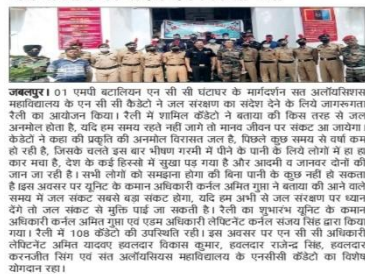 जबलपुर। 01 एमपी बटालियन एन सी सी घंटाघर के मार्गदर्शन सत अलॉयसिशस
महाविद्यालय के एन सी सी कैडेटो ने जल संरक्षण का संदेश देने के लिये जागरूगता
रैली का आयोजन किया। रैली में शामिल कॅडेटो ने बताया की किस तरह से जल
अनमोल होता है, यदि हम समय रहते नहीं जागे तो मानव जीवन पर संकट आ जायेगा।
कॅडेटो ने कहा की प्रकृति की अनमोल विरासत जल है, पिछले कुछ समय से वर्षा कम
हो रही है, जिसके चलते इस बार भीषण गरमी में पीने के पानी के लिये लोगों में हा हा
कार मचा है, देश के कई हिस्सो में सुखा पड़ गया है और आदमी व जानवर दोनों की
जान जा रही है। सभी लोगों को समझना होगा की बिना पानी के कुछ नहीं हो सकता
है।इस अवसर पर यूनिट के कमान अधिकारी कर्नल अमित गुप्ता ने बताया की आने वाले
समय में जल संकट सबसे बड़ा संकट होगा, यदि हम अभी से जल संरक्षण पर ध्यान
देंगे तो जल संकट से मुक्ति पाई जा सकती है। रैली का शुभारंभ यूनिट के कमान
अधिकारी कर्नल अमित गुप्ता एवं एडम अधिकारी लेफ्टिनेंट कर्नल संजय सिंह द्वारा किया
गया। रैली में 108 कॅडेटो की उपस्थिति रही। इस अवसर पर एन सी सी अधिकारी
लेफ्टिनेंट अमित यादवए हवलदार विकास कुमार, हवलदार राजेन्द्र सिंह, हवलदार
करनजीत सिंग एवं संत अलॉयसियस महाविद्यालय के एनसीसी कॅडेटो का विशेष
योगदान रहा।